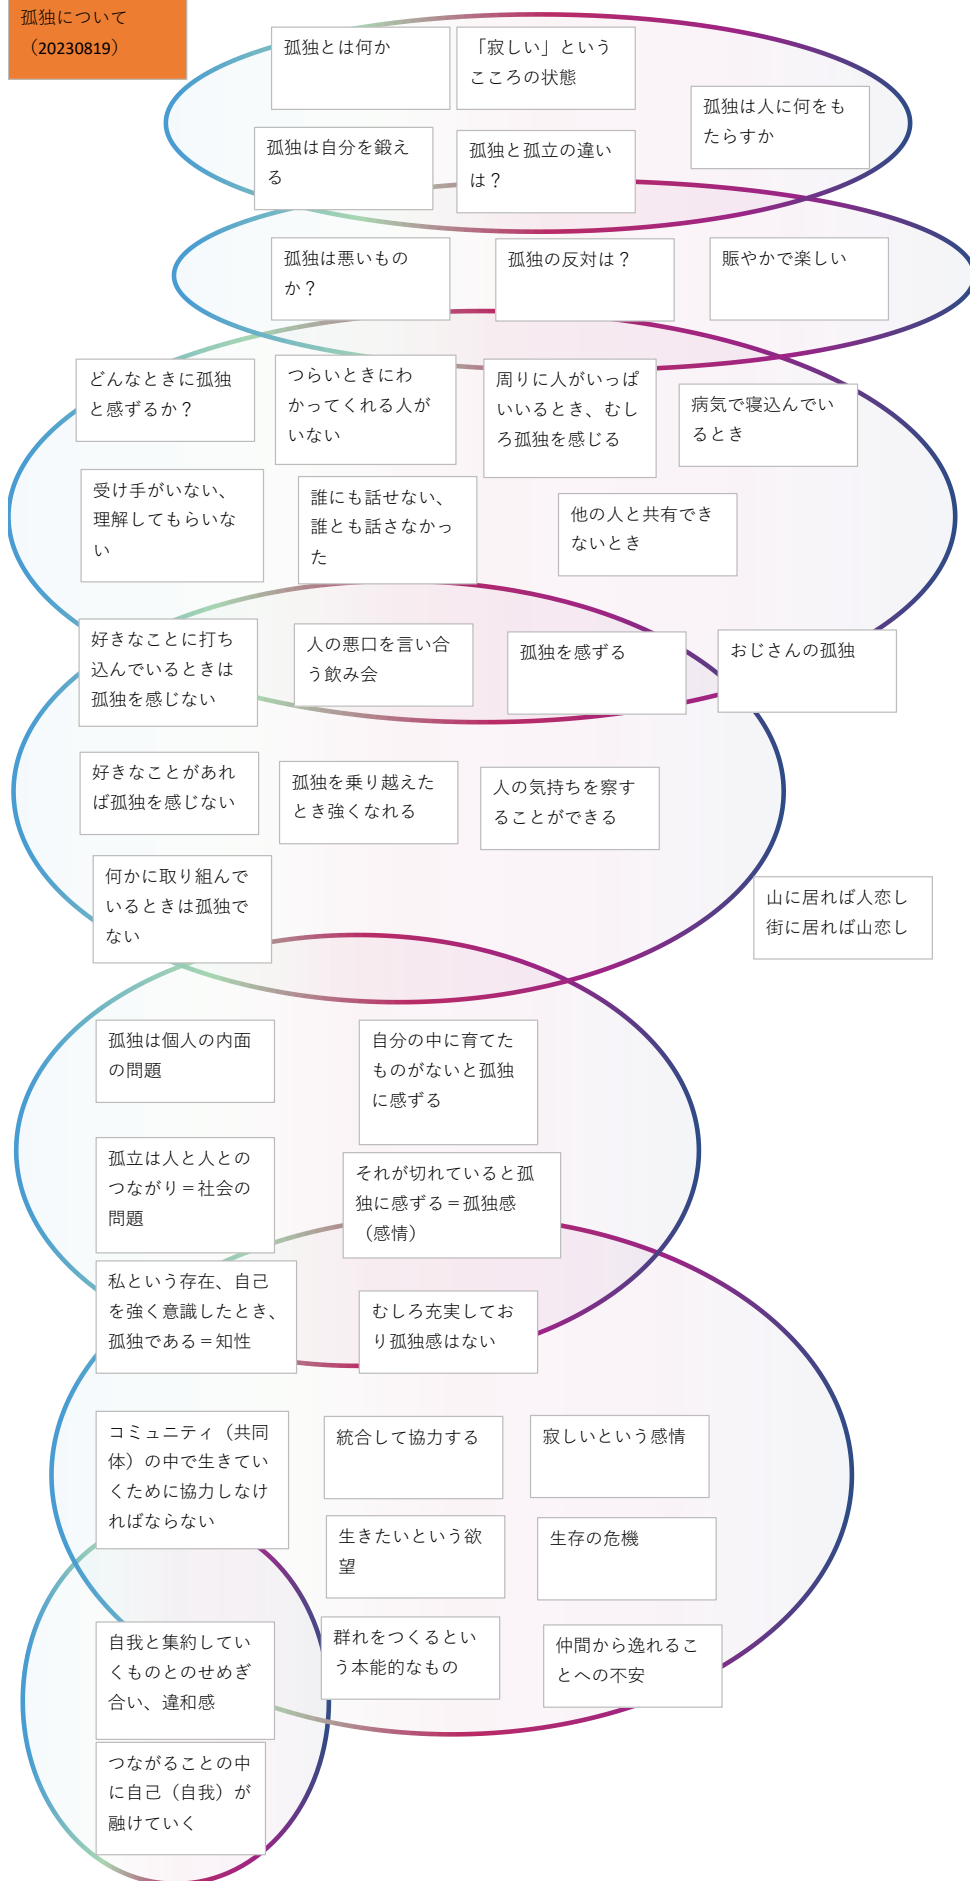 孤独について
（20230819）
孤独とは何か
「寂しい」という
こころの状態
孤独は人に何をも
たらすか
孤独は自分を鍛え
る
孤独と孤立の違い
は？
孤独は悪いもの
か？
孤独の反対は？
賑やかで楽しい
どんなときに孤独
と感ずるか？
つらいときにわ
かってくれる人が
いない
周りに人がいっぱ
いいるとき、むし
ろ孤独を感じる
病気で寝込んでい
るとき
受け手がいない、
理解してもらいな
い
誰にも話せない、
誰とも話さなかっ
た
他の人と共有でき
ないとき
好きなことに打ち
込んでいるときは
孤独を感じない
人の悪口を言い合
う飲み会
孤独を感ずる
おじさんの孤独
好きなことがあれ
ば孤独を感じない
孤独を乗り越えた
とき強くなれる
人の気持ちを察す
ることができる
何かに取り組んで
いるときは孤独で
ない
山に居れば人恋し
街に居れば山恋し
孤独は個人の内面
の問題
自分の中に育てた
ものがないと孤独
に感ずる
孤立は人と人との
つながり＝社会の
問題
それが切れていると孤
独に感ずる＝孤独感
（感情）
私という存在、自己
を強く意識したとき、
孤独である＝知性
むしろ充実してお
り孤独感はない
コミュニティ（共同
体）の中で生きてい
くために協力しなけ
ればならない
統合して協力する
寂しいという感情
生きたいという欲
望
生存の危機
自我と集約してい
くものとのせめぎ
合い、違和感
群れをつくるとい
う本能的なもの
仲間から逸れるこ
とへの不安
つながることの中
に自己（自我）が
融けていく